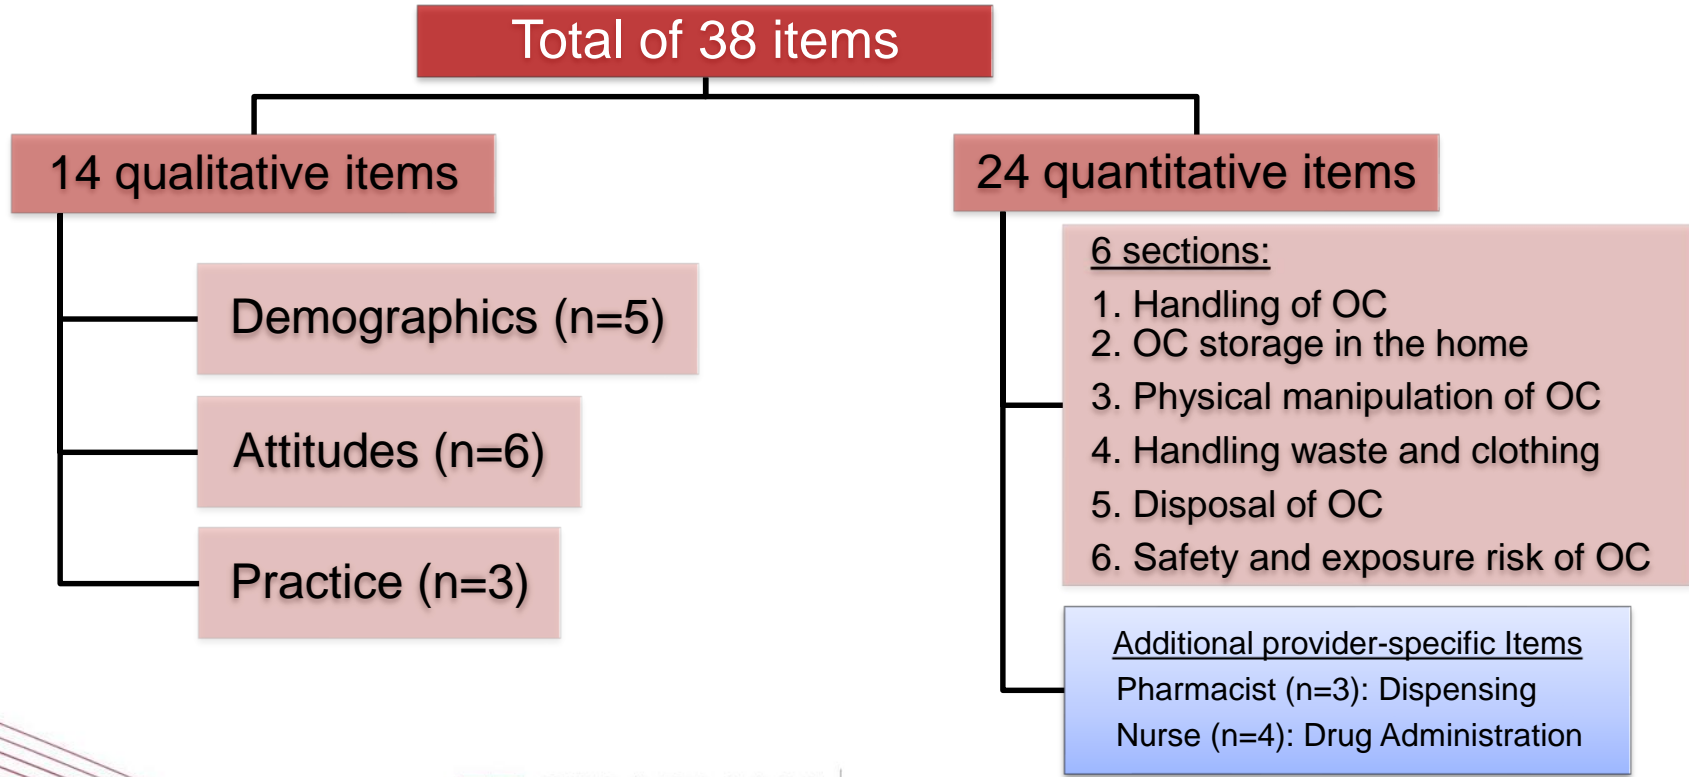 Total of 38 items
14 qualitative items
Demographics (n=5)
Attitudes (n=6)
Practice (n=3)
24 quantitative items
6 sections:
1. Handling of OC
2. OC storage in the home
3. Physical manipulation of OC
4. Handling waste and clothing
5. Disposal of OC
6. Safety and exposure risk of OC
Additional provider-specific Items
Pharmacist (n=3): Dispensing
Nurse (n=4): Drug Administration